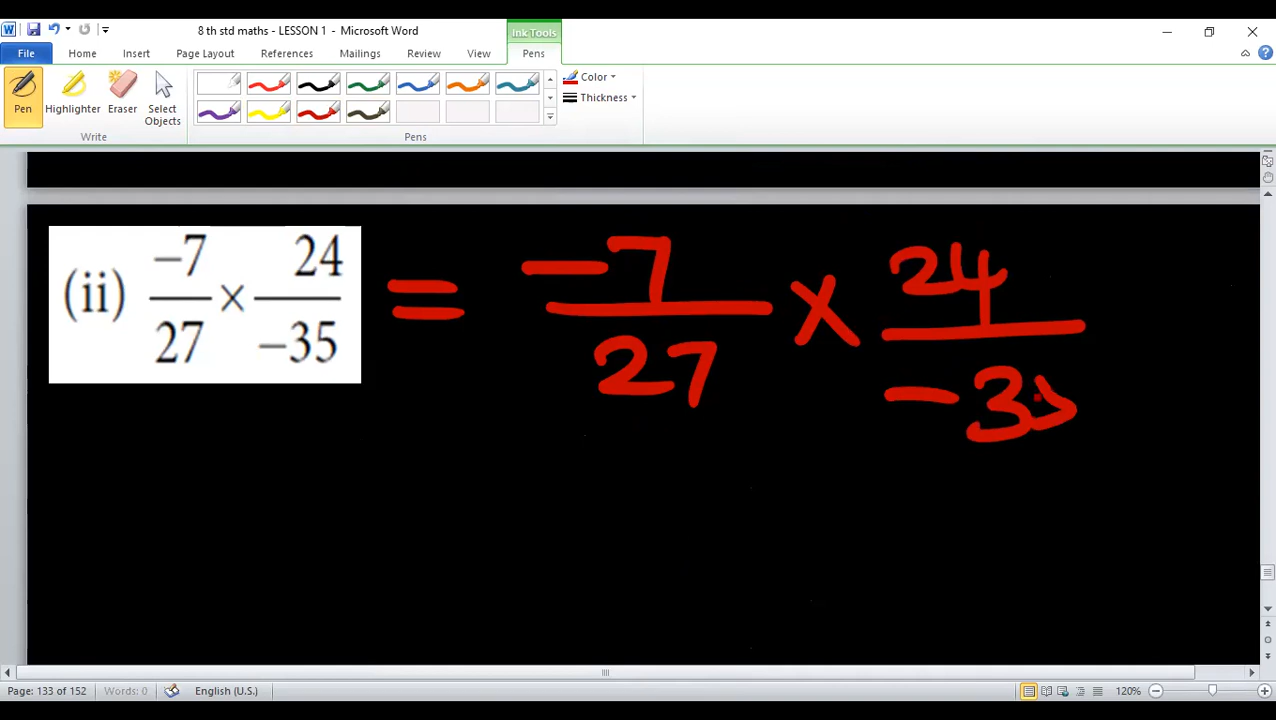 8 th std maths - LESSON 1 - Microsoft Word
Ink Tools
File Home Insert Page Layout References Mailings Review View Pens
Pen Highlighter Eraser Select Objects
Color
Thickness
Write Pens
(ii) −7/27 × 24/−35 = −7/27 × 24/−35
Page: 133 of 152 Words: 0 English (U.S.) 120%